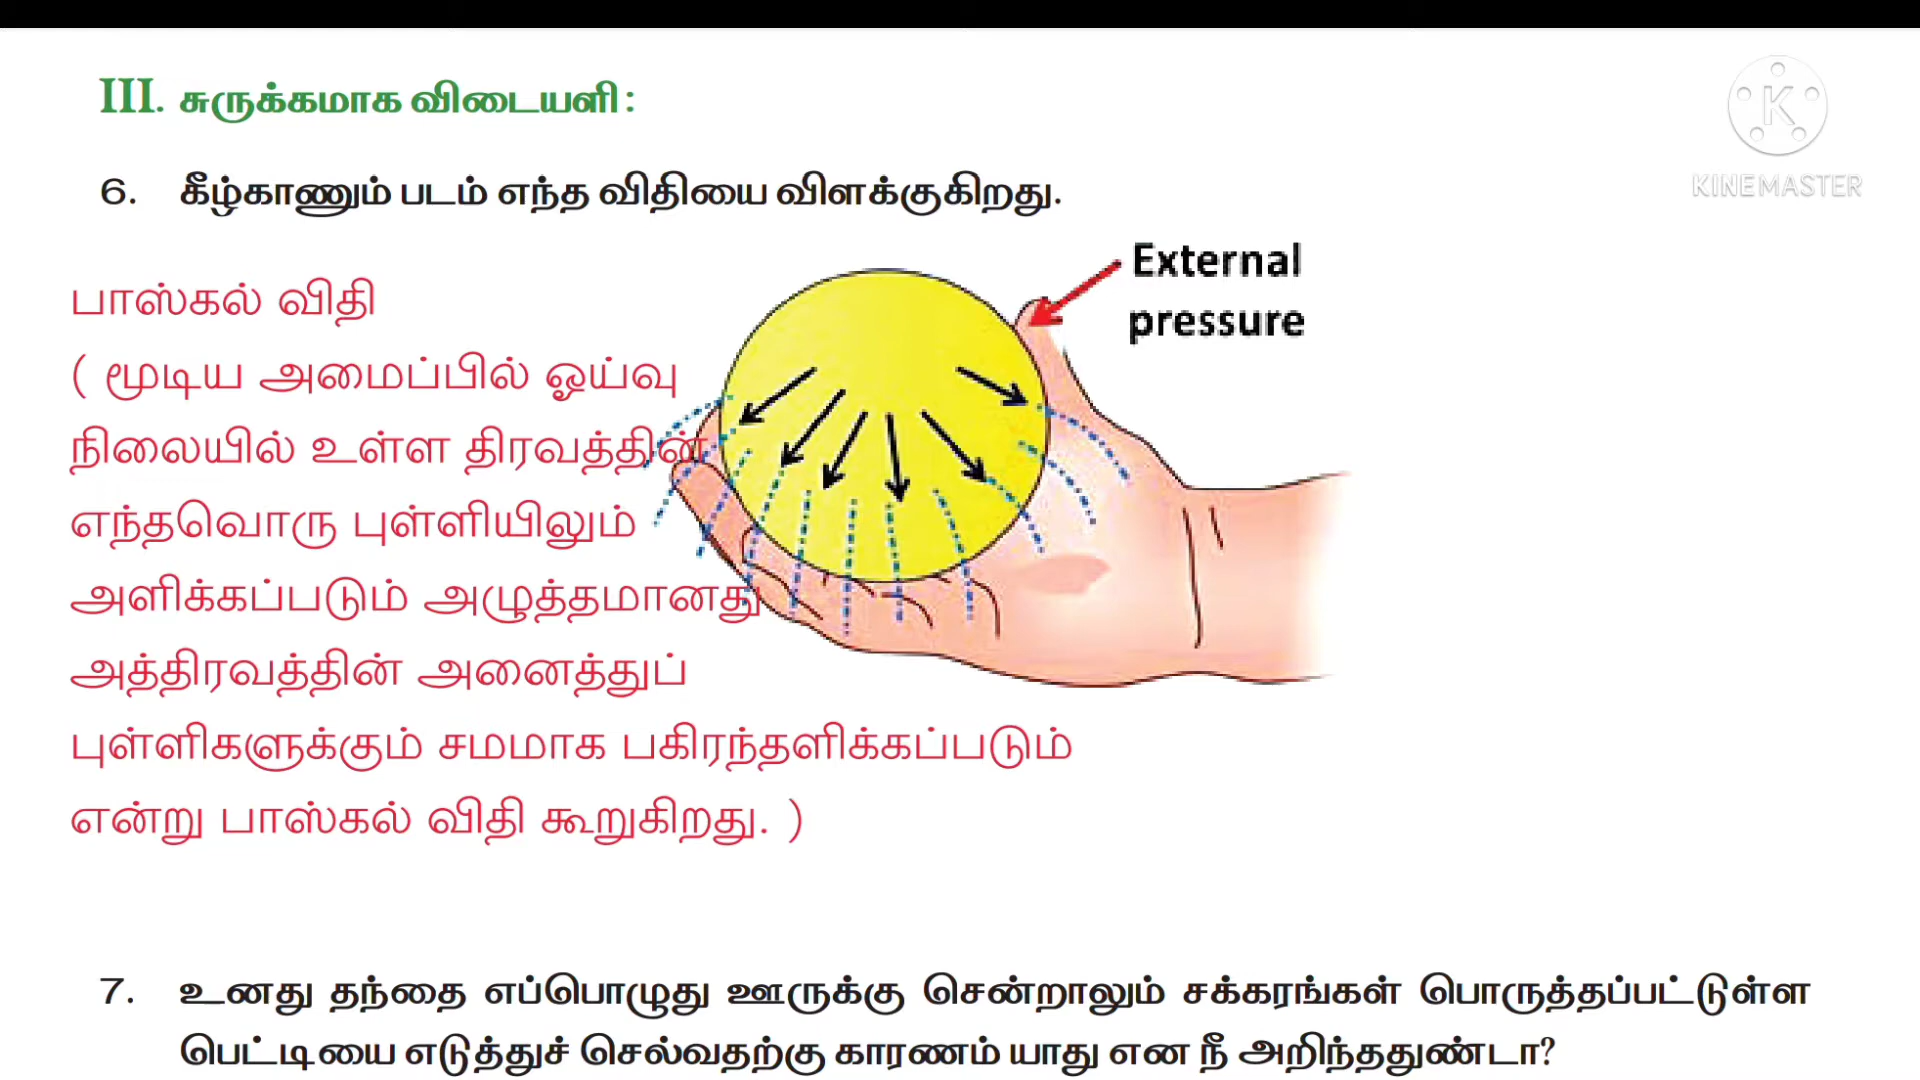 III. சுருக்கமாக விடையளி:
6. கீழ்காணும் படம் எந்த விதியை விளக்குகிறது.
K
KINEMASTER
External
pressure
பாஸ்கல் விதி
( மூடிய அமைப்பில் ஓய்வு
நிலையில் உள்ள திரவத்தின்
எந்தவொரு புள்ளியிலும்
அளிக்கப்படும் அழுத்தமானது
அத்திரவத்தின் அனைத்துப்
புள்ளிகளுக்கும் சமமாக பகிரந்தளிக்கப்படும்
என்று பாஸ்கல் விதி கூறுகிறது. )
7. உனது தந்தை எப்பொழுது ஊருக்கு சென்றாலும் சக்கரங்கள் பொருத்தப்பட்டுள்ள
பெட்டியை எடுத்துச் செல்வதற்கு காரணம் யாது என நீ அறிந்ததுண்டா?